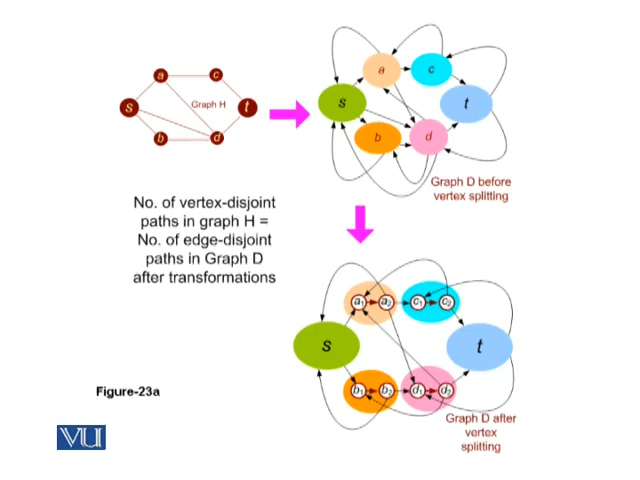 a c
s Graph H t
b d
a c
s t
b d
Graph D before
vertex splitting
No. of vertex-disjoint
paths in graph H =
No. of edge-disjoint
paths in Graph D
after transformations
a₁ a₂ c₁ c₂
s t
b₁ b₂ d₁ d₂
Figure-23a
Graph D after
vertex
splitting
VU